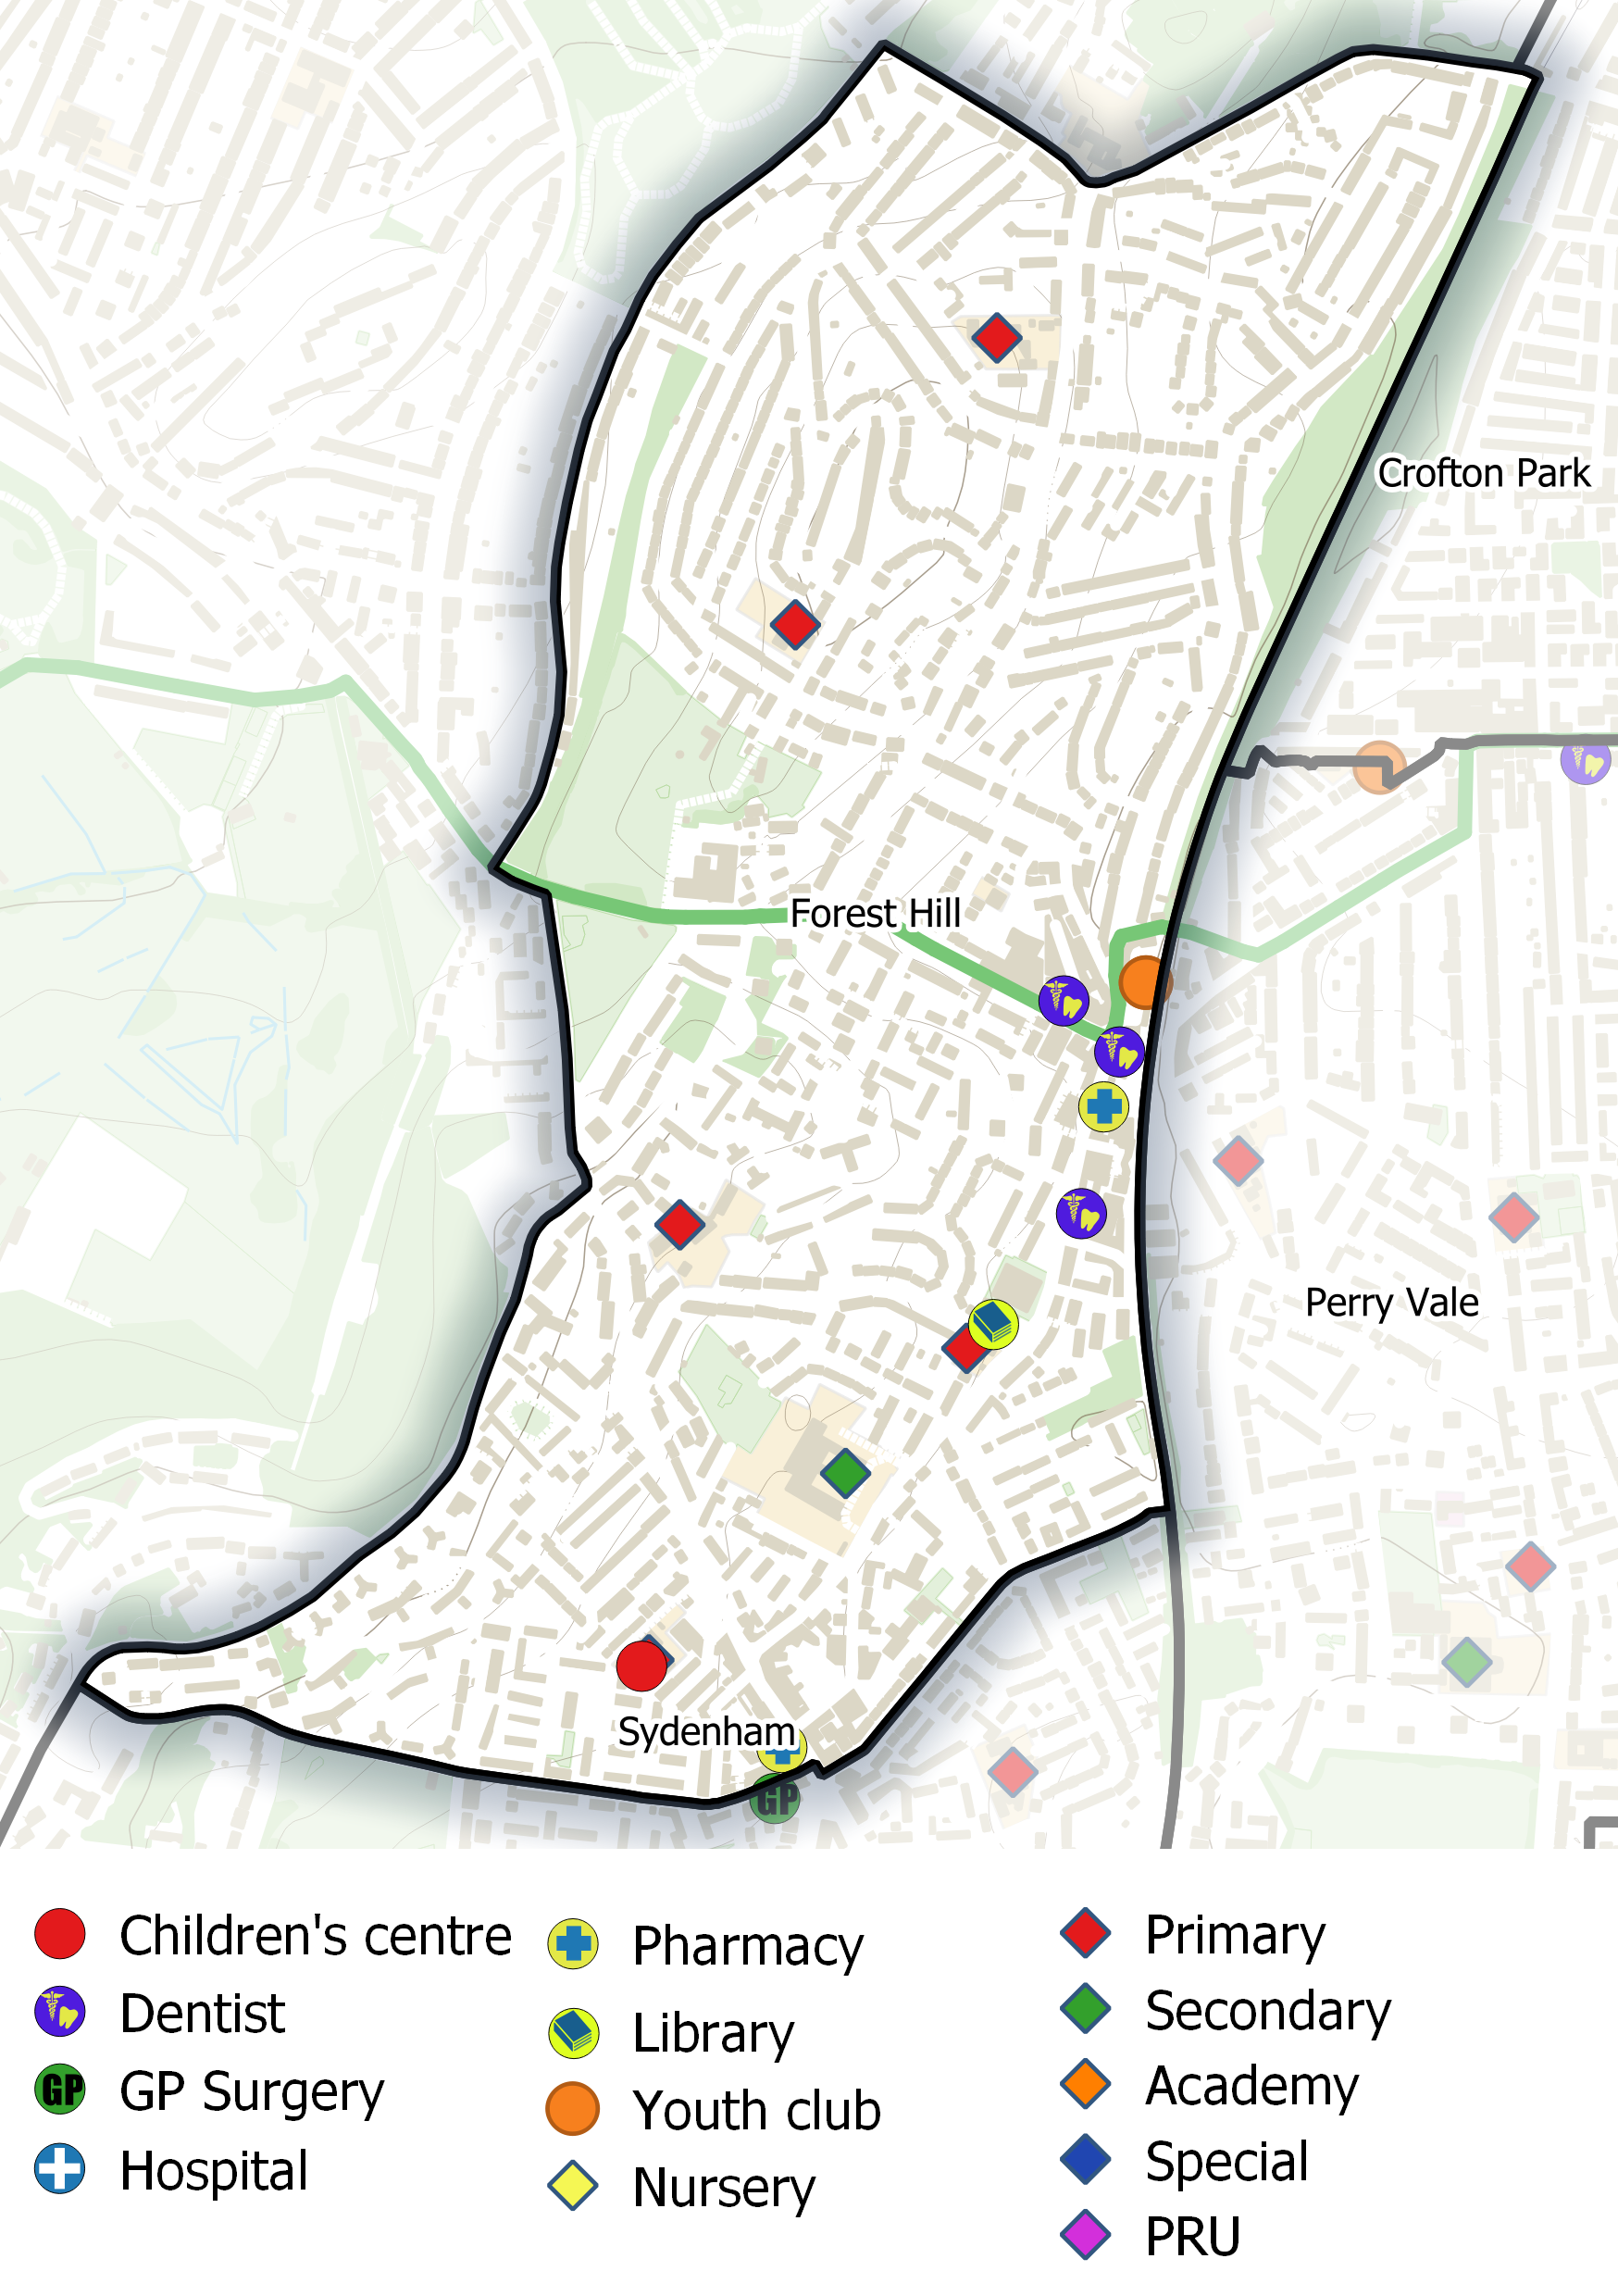 Crofton Park
Forest Hill
Perry Vale
Sydenham
GP
Children's centre
Dentist
GP GP Surgery
Hospital
Pharmacy
Library
Youth club
Nursery
Primary
Secondary
Academy
Special
PRU